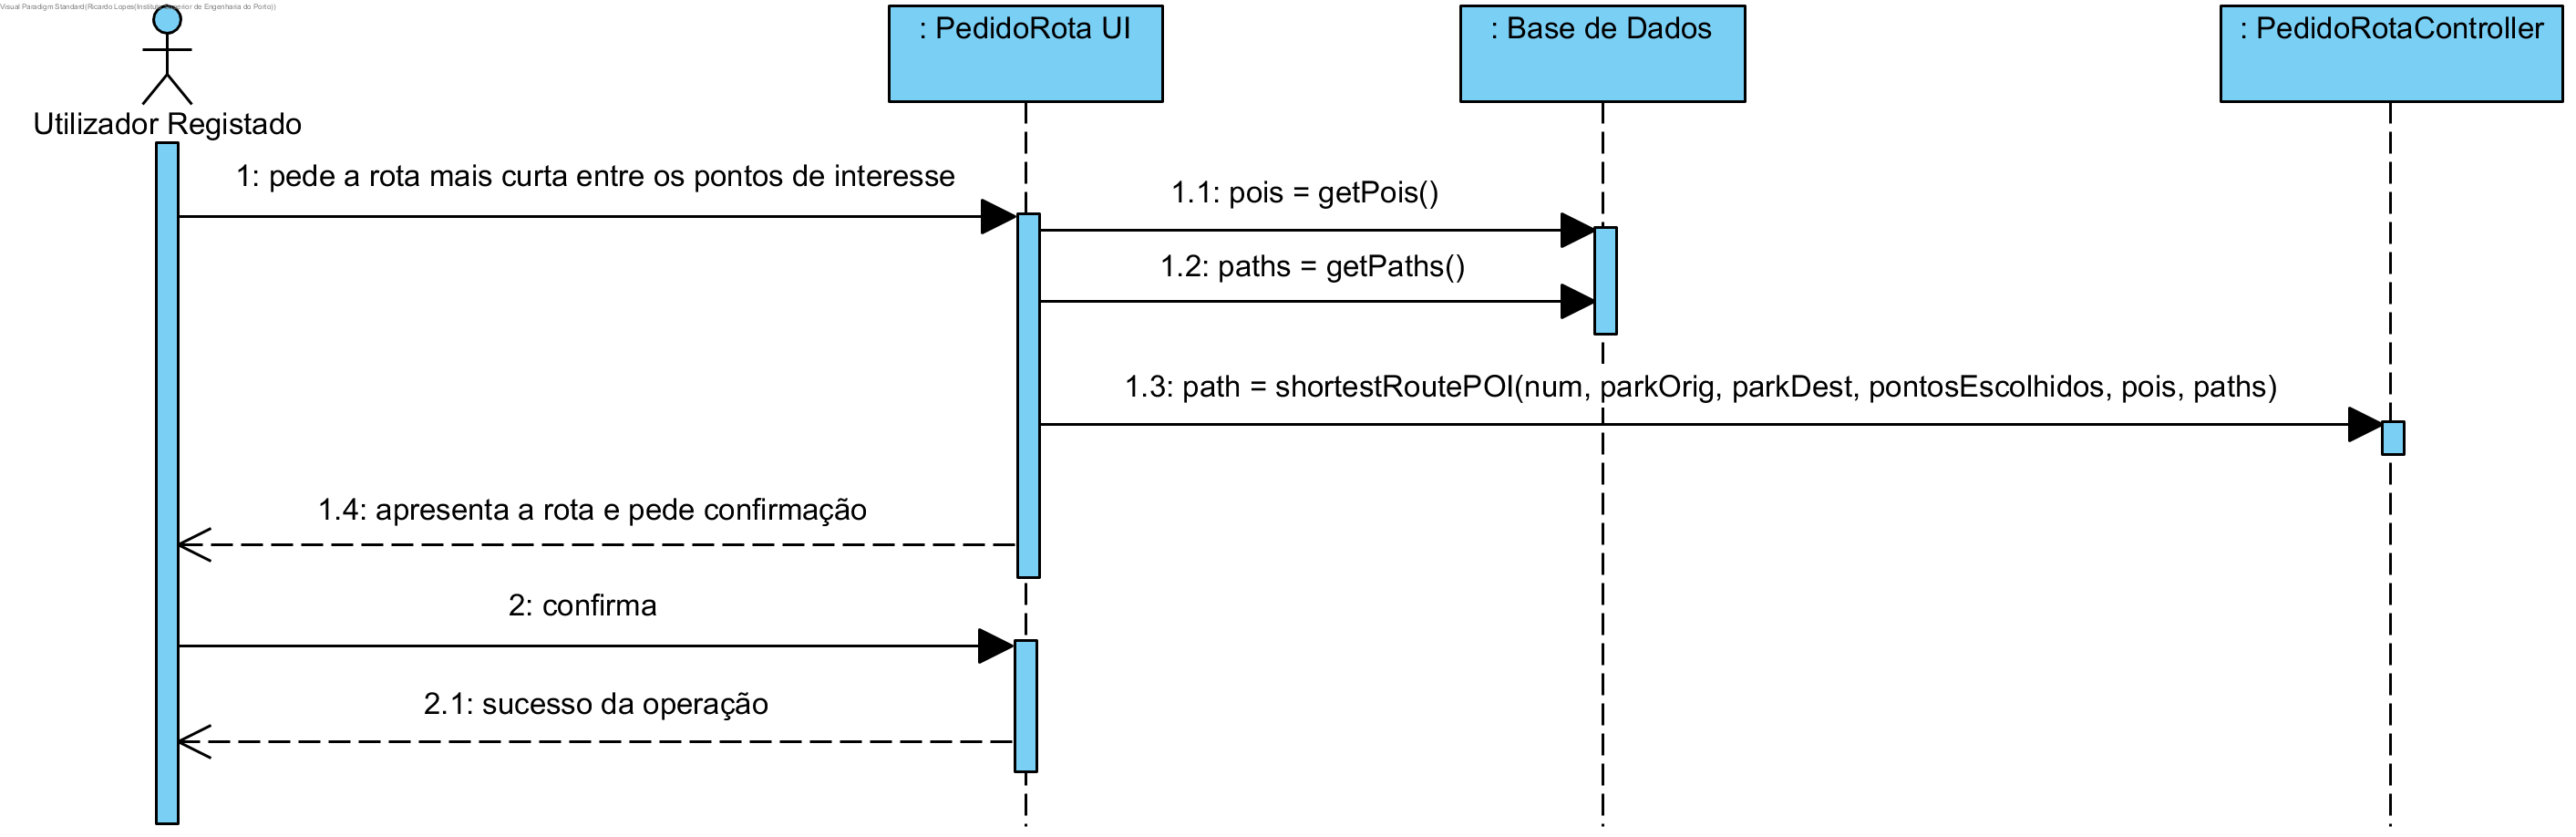 Visual Paradigm Standard(Ricardo Lopes(Instituto Superior de Engenharia do Porto))
: PedidoRota UI
: Base de Dados
: PedidoRotaController
Utilizador Registado
1: pede a rota mais curta entre os pontos de interesse
1.1: pois = getPois()
1.2: paths = getPaths()
1.3: path = shortestRoutePOI(num, parkOrig, parkDest, pontosEscolhidos, pois, paths)
1.4: apresenta a rota e pede confirmação
2: confirma
2.1: sucesso da operação